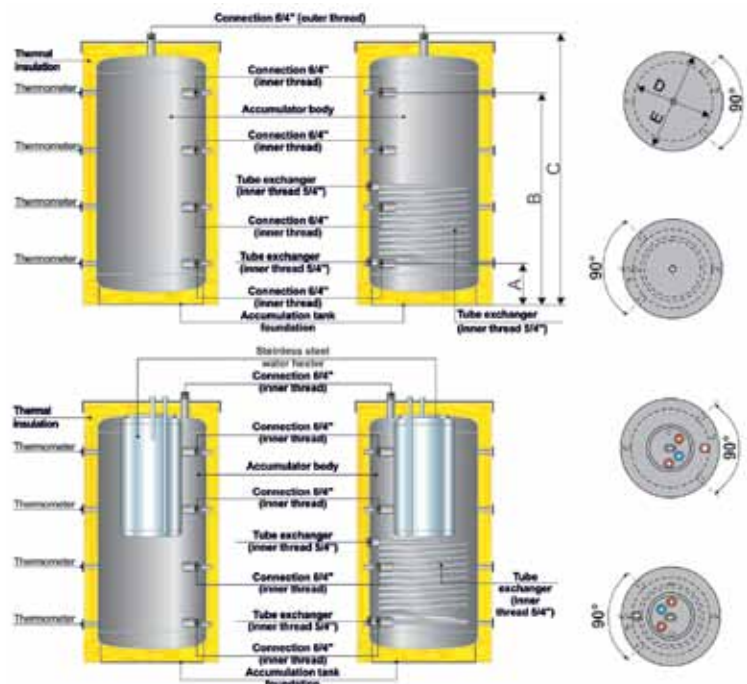 Connection 6/4" (outer thread)
Thermal
insulation
Connection 6/4"
(inner thread)
Thermometer
Accumulator body
Connection 6/4"
(inner thread)
Thermometer
Tube exchanger
(inner thread 5/4")
Thermometer
Connection 6/4"
(inner thread)
Tube exchanger
(inner thread 5/4")
Thermometer
Connection 6/4"
(inner thread)
Accumulation tank
foundation
Tube exchanger
(inner thread 5/4")
A
B
C
D
E
90°
90°
Stainless steel
water
Connection 6/4"
(inner thread)
Thermal
insulation
Connection 6/4"
(inner thread)
Thermometer
Accumulator body
Connection 6/4"
(inner thread)
Thermometer
Tube exchanger
(inner thread 5/4")
Thermometer
Connection 6/4"
(inner thread)
Tube
exchanger
(inner
thread 5/4")
Tube exchanger
(inner thread 5/4")
Thermometer
Connection 6/4"
(inner thread)
Accumulation tank
foundation
90°
90°